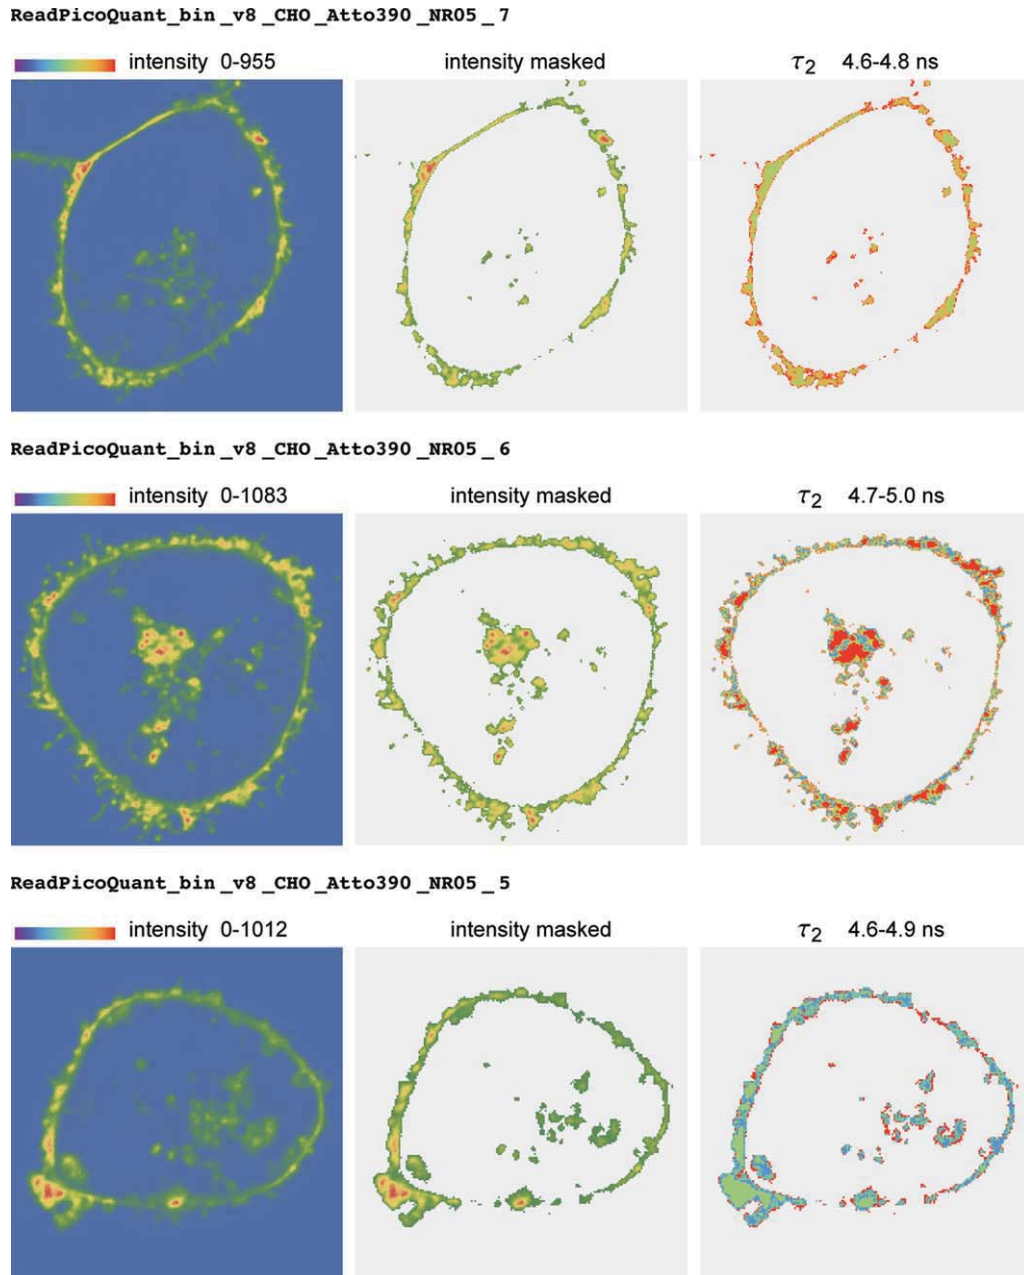 ReadPicoQuant_bin_v8_CHO_Atto390_NR05_7
intensity 0-955 intensity masked τ2 4.6-4.8 ns
ReadPicoQuant_bin_v8_CHO_Atto390_NR05_6
intensity 0-1083 intensity masked τ2 4.7-5.0 ns
ReadPicoQuant_bin_v8_CHO_Atto390_NR05_5
intensity 0-1012 intensity masked τ2 4.6-4.9 ns